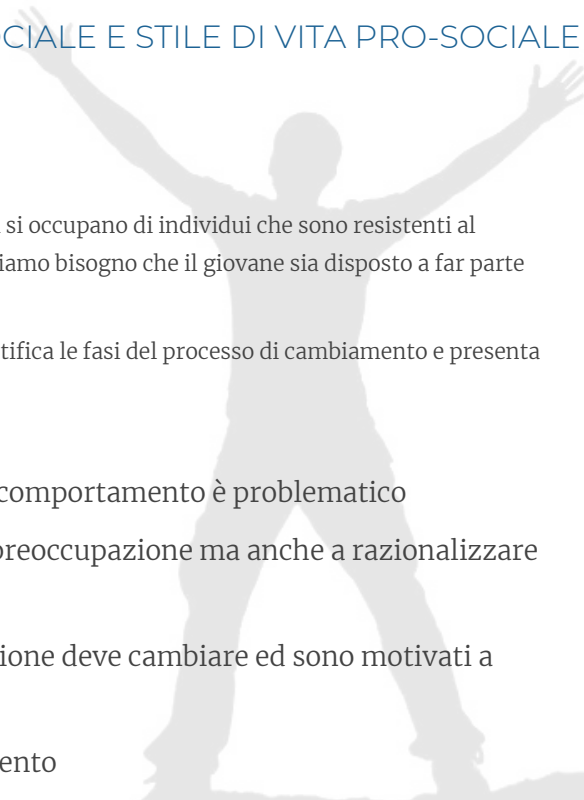 CIALE E STILE DI VITA PRO-SOCIALE
si occupano di individui che sono resistenti al
iamo bisogno che il giovane sia disposto a far parte
tifica le fasi del processo di cambiamento e presenta
comportamento è problematico
preoccupazione ma anche a razionalizzare
ione deve cambiare ed sono motivati a
ento